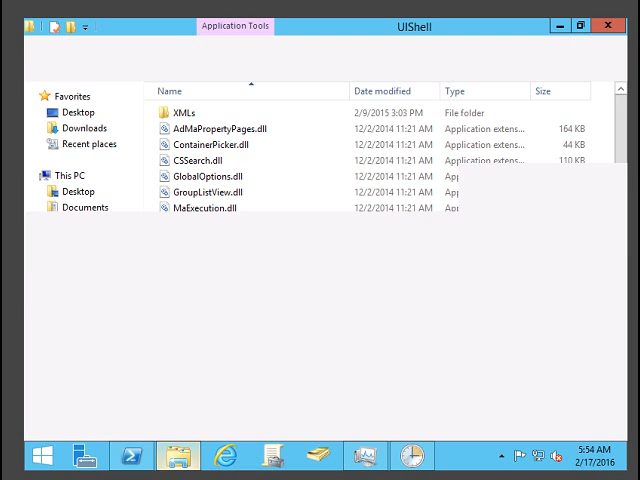 Application Tools
UIShell
Name Date modified Type Size
Favorites
Desktop
Downloads
Recent places
This PC
Desktop
Documents
XMLs 2/9/2015 3:03 PM File folder
AdMaPropertyPages.dll 12/2/2014 11:21 AM Application extens... 164 KB
ContainerPicker.dll 12/2/2014 11:21 AM Application extens... 44 KB
CSSearch.dll 12/2/2014 11:21 AM Application extens... 110 KB
GlobalOptions.dll 12/2/2014 11:21 AM App
GroupListView.dll 12/2/2014 11:21 AM App
MaExecution.dll 12/2/2014 11:21 AM App
5:54 AM
2/17/2016